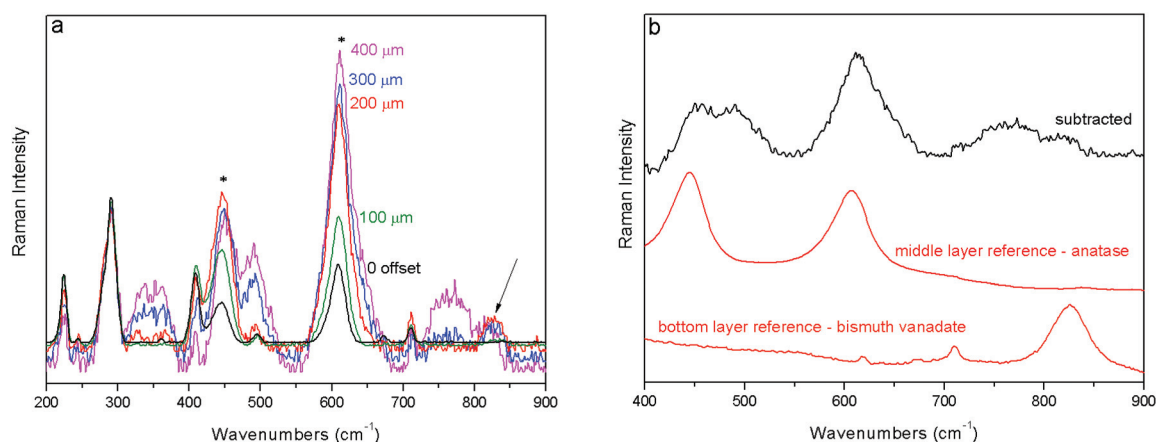 a
*
400 µm
300 µm
200 µm
*
100 µm
0 offset
Raman Intensity
200 300 400 500 600 700 800 900
Wavenumbers (cm⁻¹)
b
subtracted
middle layer reference - anatase
bottom layer reference - bismuth vanadate
Raman Intensity
400 500 600 700 800 900
Wavenumbers (cm⁻¹)